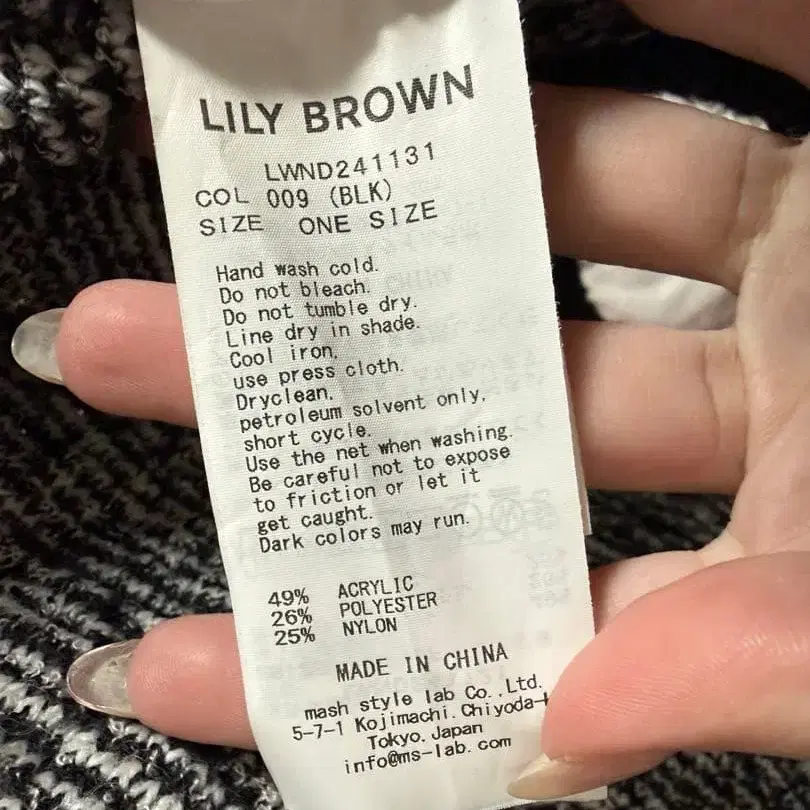 LILY BROWN
LWND241131
COL 009 (BLK)
SIZE ONE SIZE
Hand wash cold.
Do not bleach.
Do not tumble dry.
Line dry in shade.
Cool iron,
use press cloth.
Dryclean,
petroleum solvent only,
short cycle.
Use the net when washing.
Be careful not to expose
to friction or let it
get caught.
Dark colors may run.
49% ACRYLIC
26% POLYESTER
25% NYLON
MADE IN CHINA
mash style lab Co.,Ltd.
5-7-1 Kojimachi, Chiyoda-
Tokyo, Japan
info@ms-lab.com